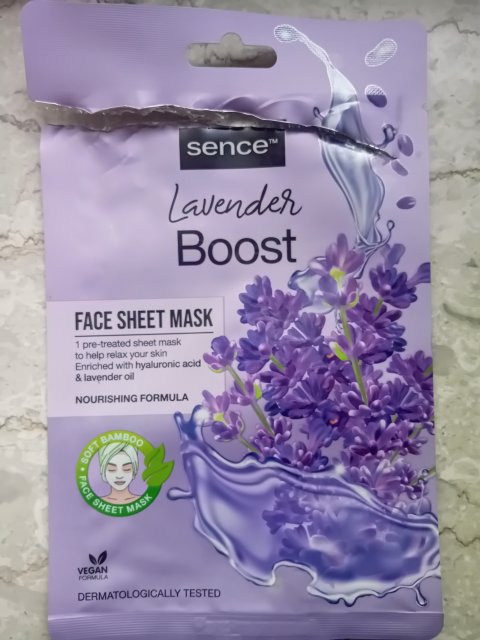 sence™
Lavender
Boost
FACE SHEET MASK
1 pre-treated sheet mask
to help relax your skin
Enriched with hyaluronic acid
& lavender oil
NOURISHING FORMULA
• SOFT BAMBOO •
FACE SHEET MASK
VEGAN
FORMULA
DERMATOLOGICALLY TESTED